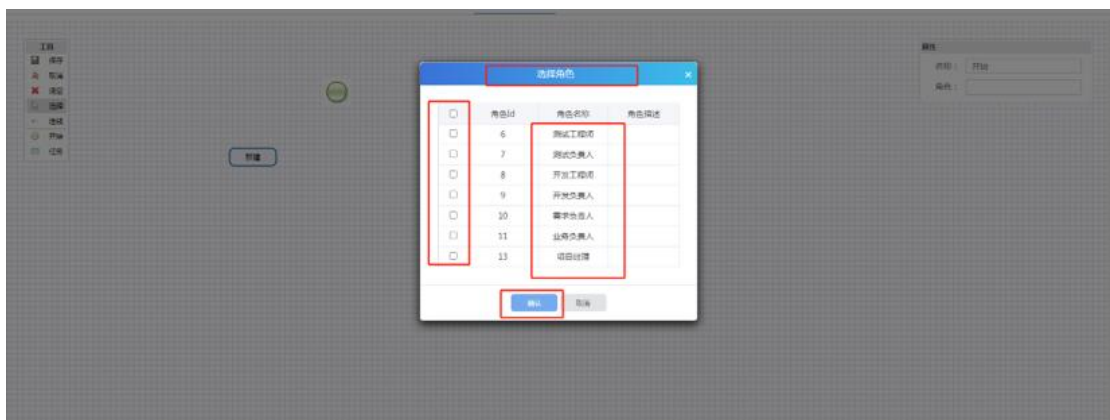 工具
保存
取消
清空
选择
连线
开始
任务
新建
选择角色
×
角色Id 角色名称 角色描述
6 测试工程师
7 测试负责人
8 开发工程师
9 开发负责人
10 需求负责人
11 业务负责人
13 项目经理
确认 取消
属性
名称： 开始
角色：